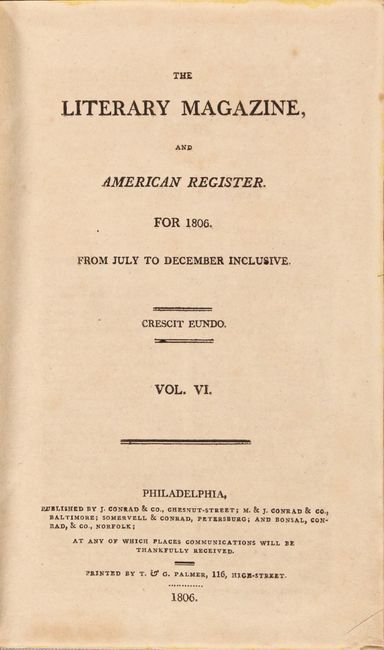 THE
LITERARY MAGAZINE,
AND
AMERICAN REGISTER.
FOR 1806.
FROM JULY TO DECEMBER INCLUSIVE.
CRESCIT EUNDO.
VOL. VI.
PHILADELPHIA,
PUBLISHED BY J. CONRAD & CO., CHESNUT-STREET; M. & J. CONRAD & CO.,
BALTIMORE; SOMERVELL & CONRAD, PETERSBURG; AND BONSAL, CON-
RAD, & CO., NORFOLK;
AT ANY OF WHICH PLACES COMMUNICATIONS WILL BE
THANKFULLY RECEIVED.
PRINTED BY T. & G. PALMER, 116, HIGH-STREET.
1806.